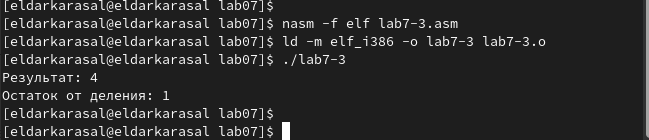 [eldarkarasal@eldarkarasal lab07]$
[eldarkarasal@eldarkarasal lab07]$ nasm -f elf lab7-3.asm
[eldarkarasal@eldarkarasal lab07]$ ld -m elf_i386 -o lab7-3 lab7-3.o
[eldarkarasal@eldarkarasal lab07]$ ./lab7-3
Результат: 4
Остаток от деления: 1
[eldarkarasal@eldarkarasal lab07]$
[eldarkarasal@eldarkarasal lab07]$